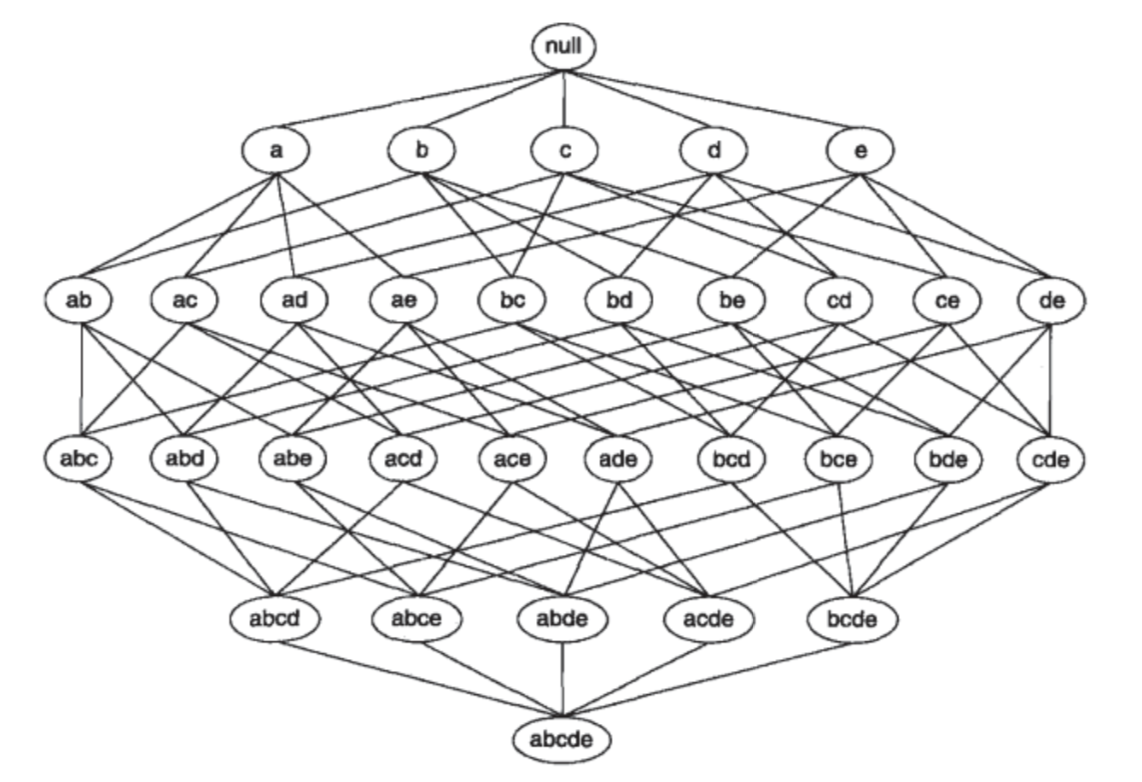 null
a b c d e
ab ac ad ae bc bd be cd ce de
abc abd abe acd ace ade bcd bce bde cde
abcd abce abde acde bcde
abcde